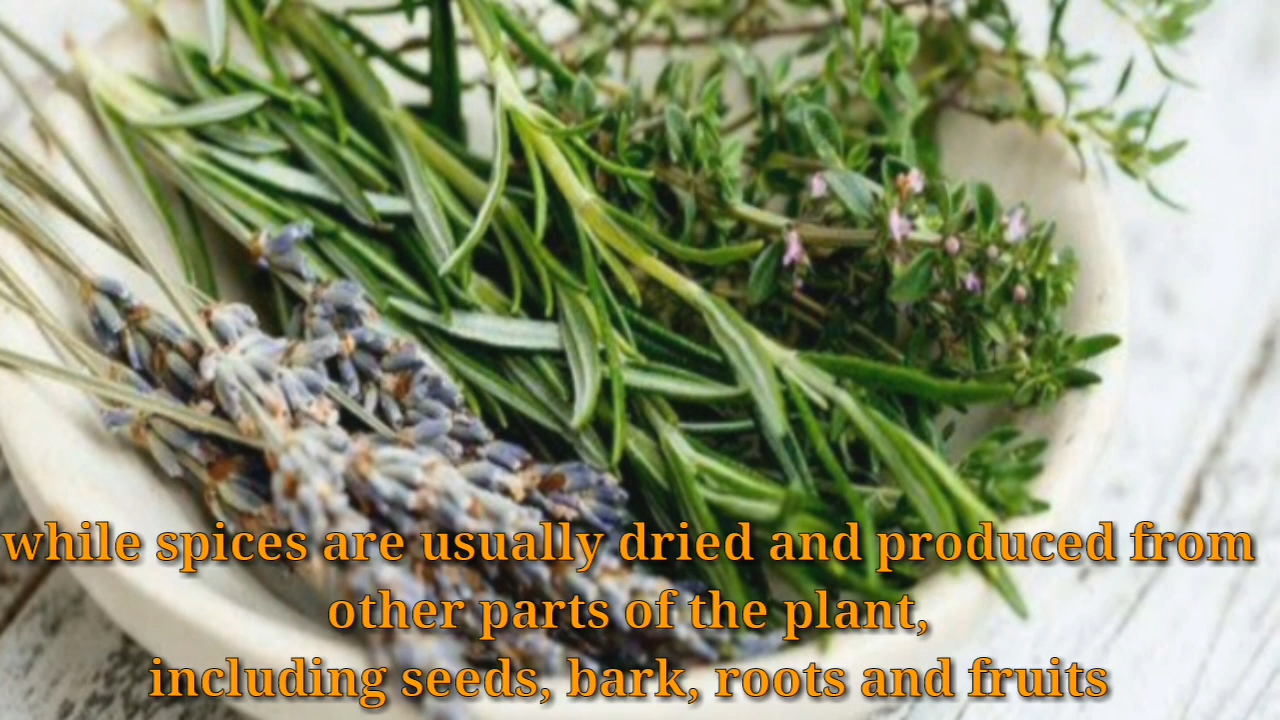 while spices are usually dried and produced from
other parts of the plant,
including seeds, bark, roots and fruits